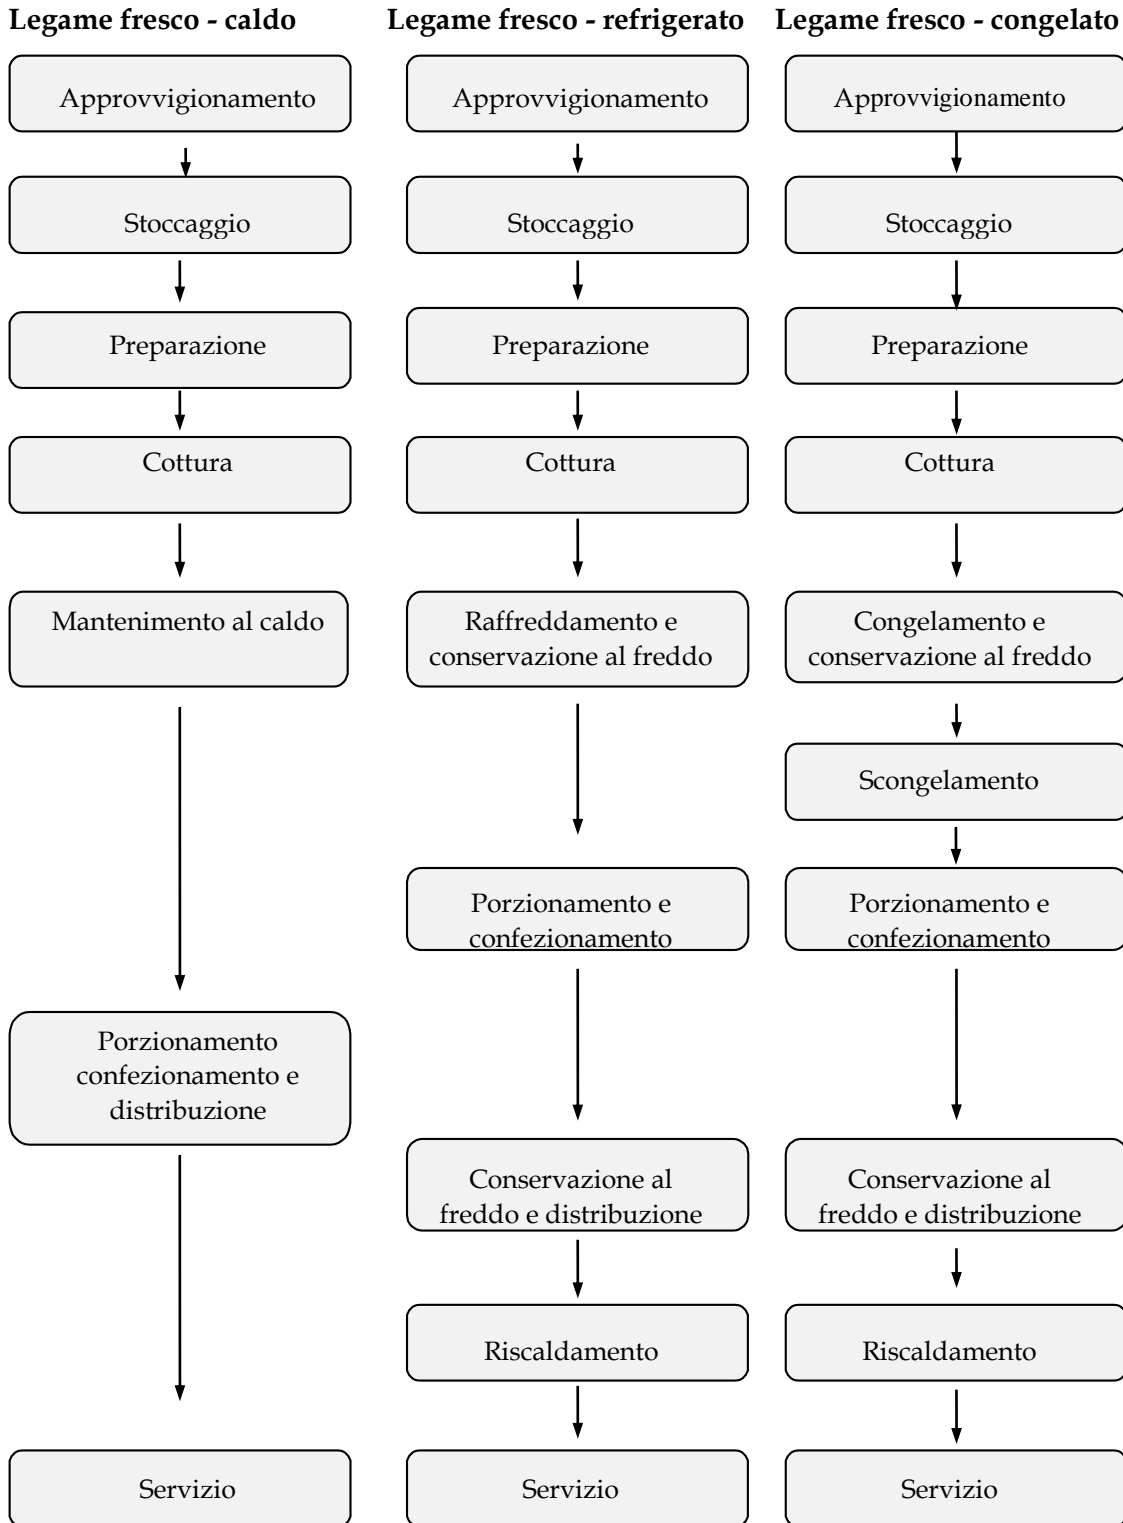 Legame fresco - caldo
Approvvigionamento
Stoccaggio
Preparazione
Cottura
Mantenimento al caldo
Porzionamento
confezionamento e
distribuzione
Servizio
Legame fresco - refrigerato
Approvvigionamento
Stoccaggio
Preparazione
Cottura
Raffreddamento e
conservazione al freddo
Porzionamento e
confezionamento
Conservazione al
freddo e distribuzione
Riscaldamento
Servizio
Legame fresco - congelato
Approvvigionamento
Stoccaggio
Preparazione
Cottura
Congelamento e
conservazione al freddo
Scongelamento
Porzionamento e
confezionamento
Conservazione al
freddo e distribuzione
Riscaldamento
Servizio